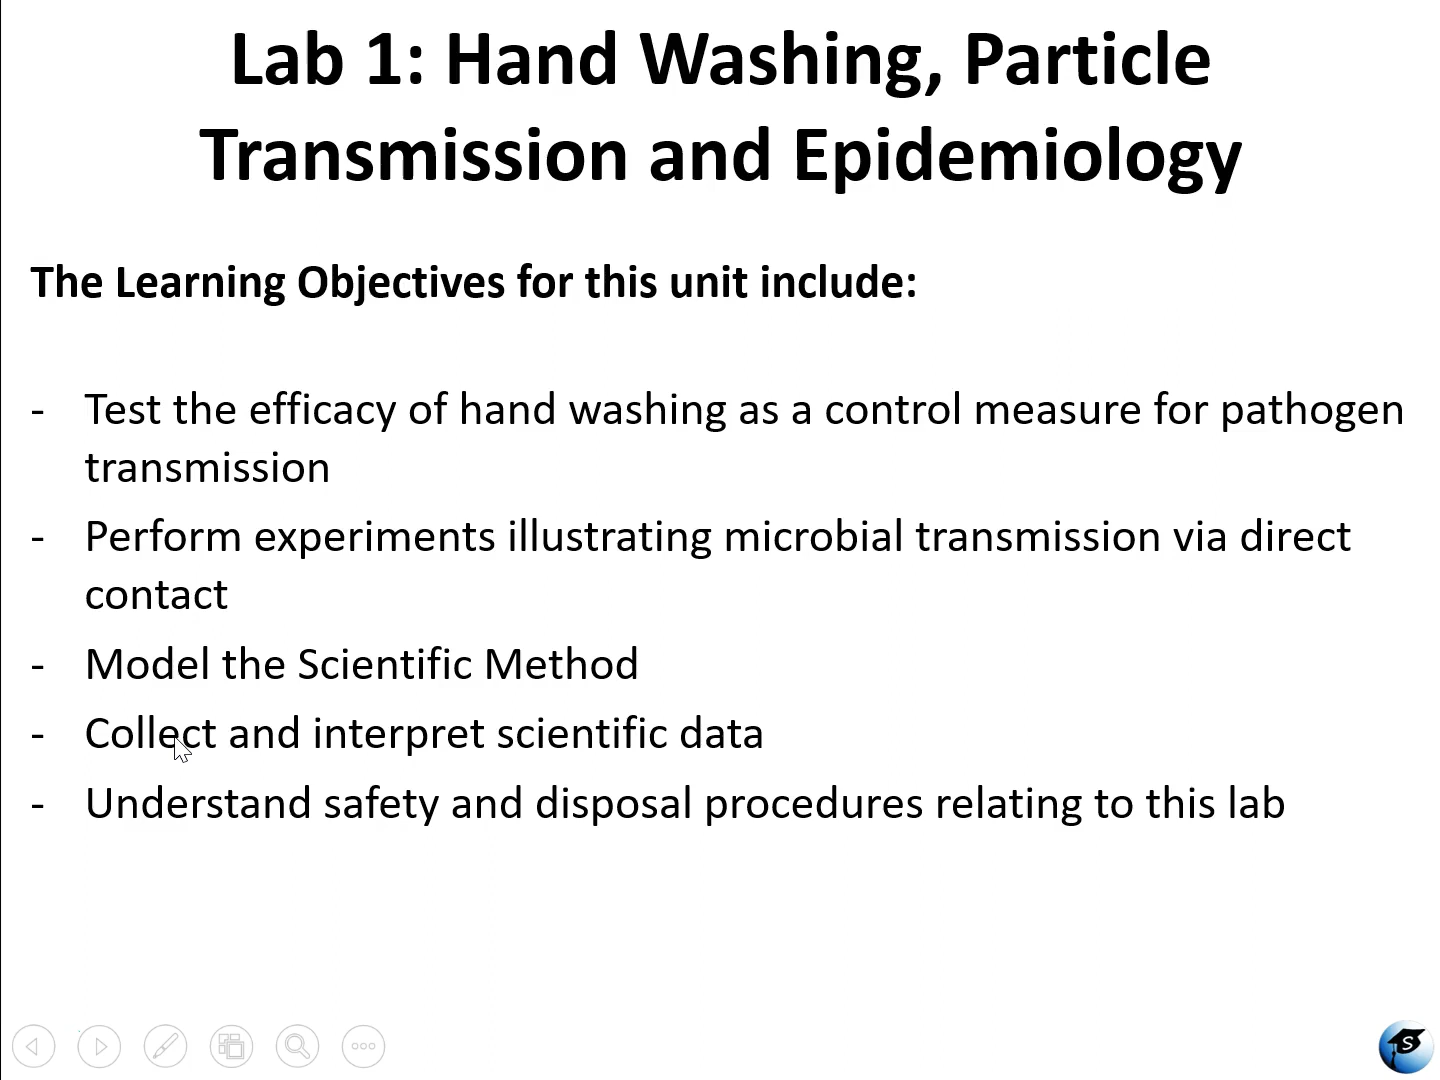 Lab 1: Hand Washing, Particle
Transmission and Epidemiology
The Learning Objectives for this unit include:
- Test the efficacy of hand washing as a control measure for pathogen
transmission
- Perform experiments illustrating microbial transmission via direct
contact
- Model the Scientific Method
- Collect and interpret scientific data
- Understand safety and disposal procedures relating to this lab
S